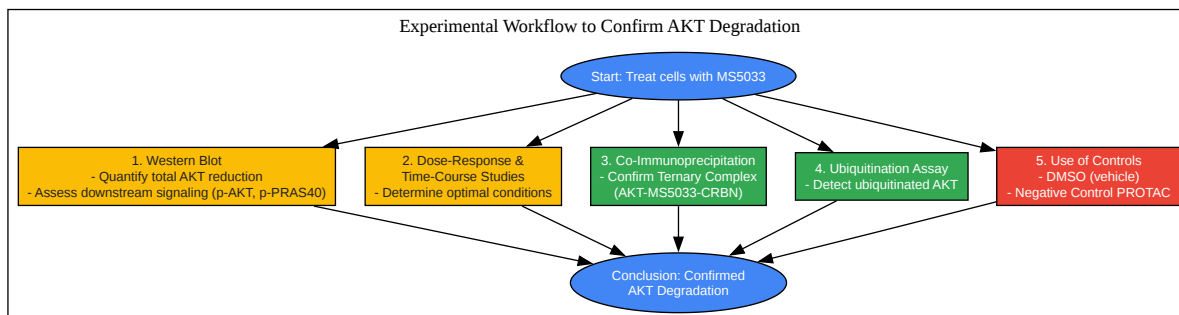 Experimental Workflow to Confirm AKT Degradation
Start: Treat cells with MS5033
1. Western Blot
- Quantify total AKT reduction
- Assess downstream signaling (p-AKT, p-PRAS40)
2. Dose-Response &
Time-Course Studies
- Determine optimal conditions
3. Co-Immunoprecipitation
- Confirm Ternary Complex
(AKT-MS5033-CRBN)
4. Ubiquitination Assay
- Detect ubiquitinated AKT
5. Use of Controls
- DMSO (vehicle)
- Negative Control PROTAC
Conclusion: Confirmed
AKT Degradation